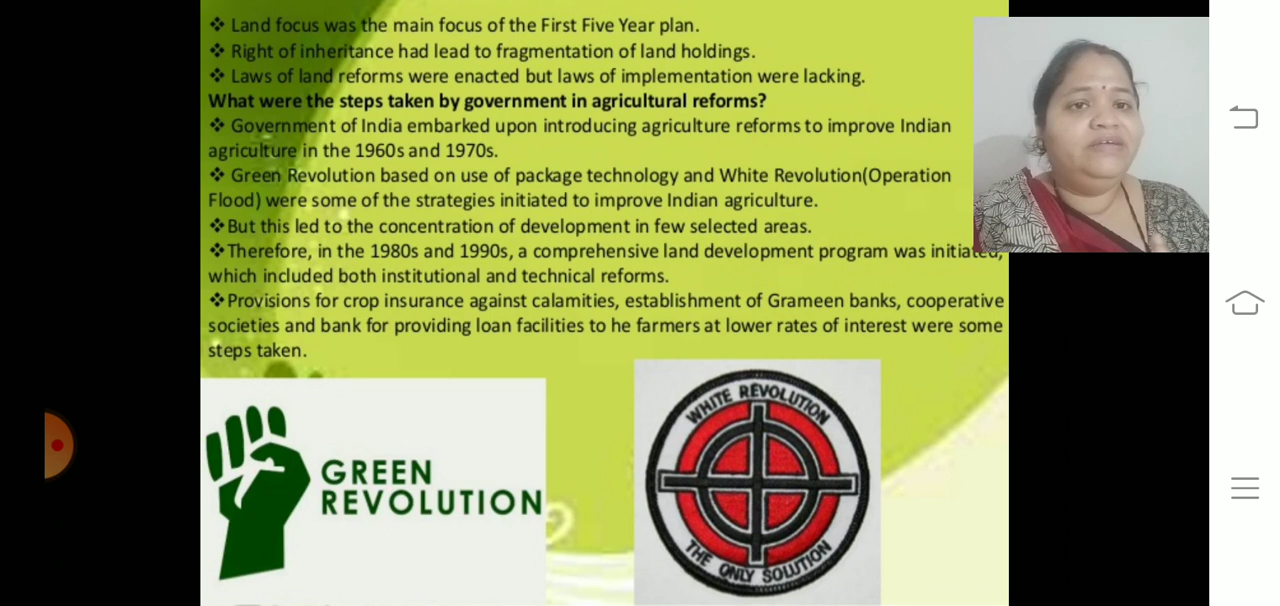 ❖ Land focus was the main focus of the First Five Year plan.
❖ Right of inheritance had lead to fragmentation of land holdings.
❖ Laws of land reforms were enacted but laws of implementation were lacking.
What were the steps taken by government in agricultural reforms?
❖ Government of India embarked upon introducing agriculture reforms to improve Indian
agriculture in the 1960s and 1970s.
❖ Green Revolution based on use of package technology and White Revolution(Operation
Flood) were some of the strategies initiated to improve Indian agriculture.
❖But this led to the concentration of development in few selected areas.
❖Therefore, in the 1980s and 1990s, a comprehensive land development program was initiated,
which included both institutional and technical reforms.
❖Provisions for crop insurance against calamities, establishment of Grameen banks, cooperative
societies and bank for providing loan facilities to he farmers at lower rates of interest were some
steps taken.
GREEN
REVOLUTION
WHITE REVOLUTION
THE ONLY SOLUTION